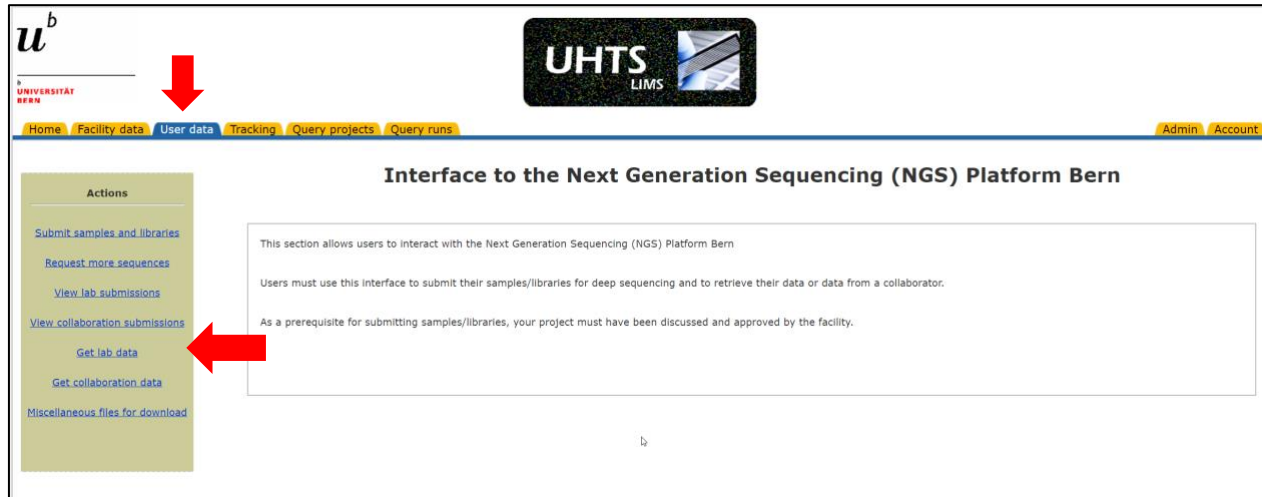 u
b
b
UNIVERSITÄT
BERN
UHTS
LIMS
Home Facility data User data Tracking Query projects Query runs Admin Account
Interface to the Next Generation Sequencing (NGS) Platform Bern
Actions
Submit samples and libraries
Request more sequences
View lab submissions
View collaboration submissions
Get lab data
Get collaboration data
Miscellaneous files for download
This section allows users to interact with the Next Generation Sequencing (NGS) Platform Bern
Users must use this interface to submit their samples/libraries for deep sequencing and to retrieve their data or data from a collaborator.
As a prerequisite for submitting samples/libraries, your project must have been discussed and approved by the facility.